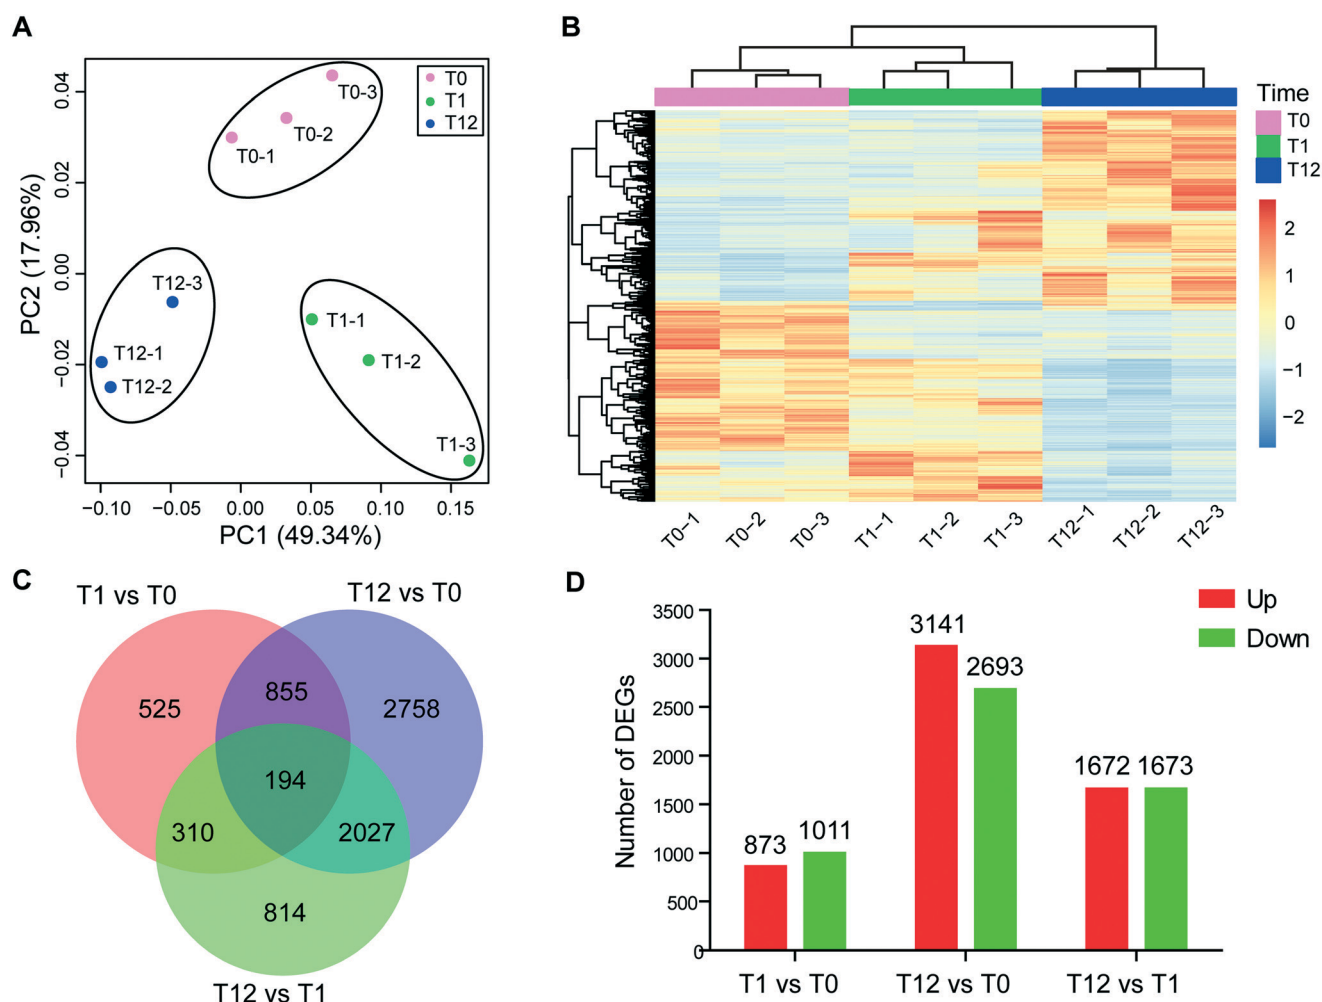 A
T0
T1
T12
T0-3
T0-2
T0-1
T12-3
T12-1
T12-2
T1-1
T1-2
T1-3
0.04
0.02
0.00
−0.02
−0.04
PC2 (17.96%)
−0.10 −0.05 0.00 0.05 0.10 0.15
PC1 (49.34%)
B
Time
T0
T1
T12
2
1
0
−1
−2
T0−1 T0−2 T0−3 T1−1 T1−2 T1−3 T12−1 T12−2 T12−3
C
T1 vs T0
T12 vs T0
525
855
2758
194
310
2027
814
T12 vs T1
D
Up
Down
Number of DEGs
3500
3000
2500
2000
1500
1000
500
0
873
1011
3141
2693
1672
1673
T1 vs T0 T12 vs T0 T12 vs T1